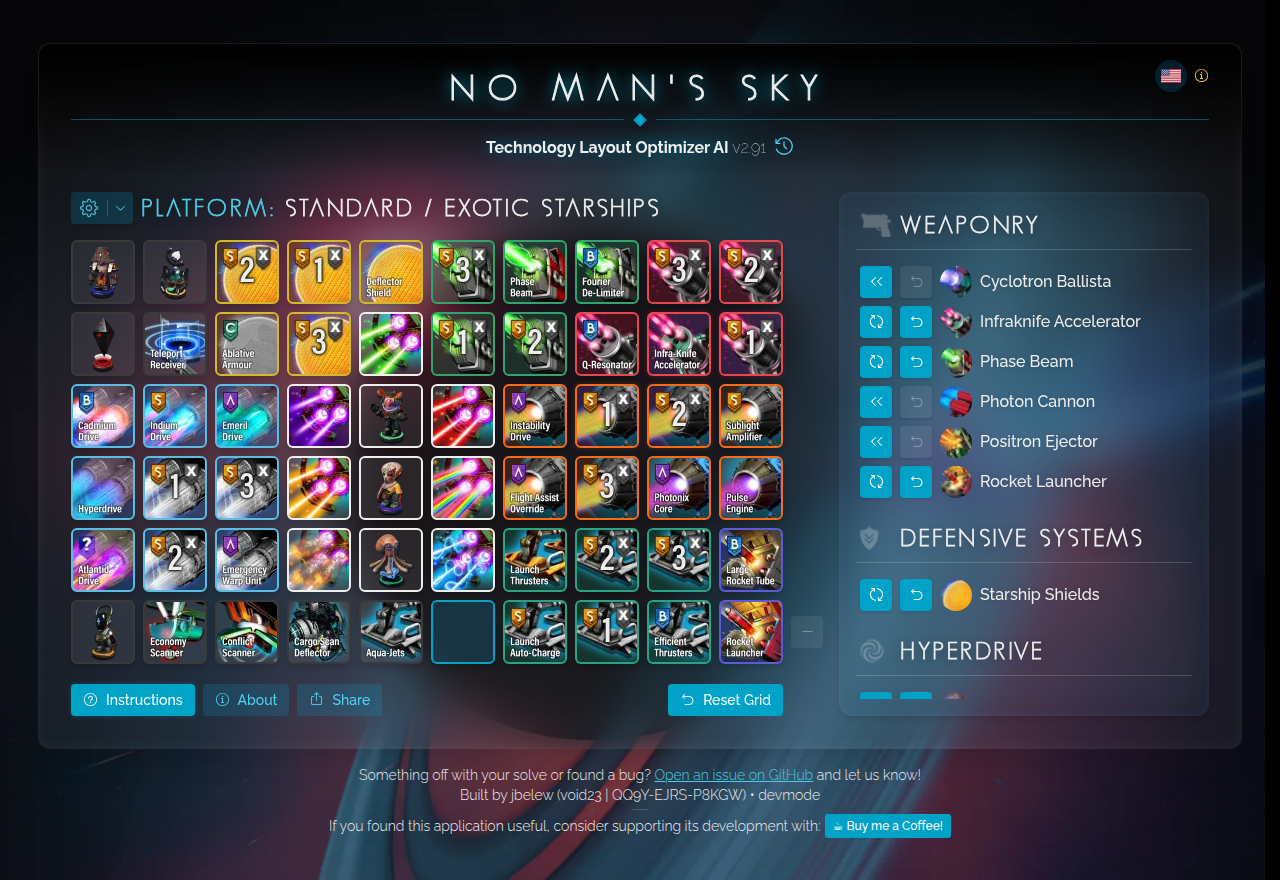 NO MAN'S SKY
Technology Layout Optimizer AI v2.91
PLATFORM: STANDARD / EXOTIC STARSHIPS
S 2 X
S 1 X
Deflector Shield
S 3 X
Phase Beam
B Fourier De-Limiter
S 3 X
S 2 X
Teleport Receiver
C Ablative Armour
S 3 X
S 1 X
S 2 X
B Q-Resonator
Infra-Knife Accelerator
S 1 X
B Cadmium Drive
S Indium Drive
A Emeril Drive
A Instability Drive
S 1 X
S 2 X
S Sublight Amplifier
Hyperdrive
S 1 X
S 3 X
A Flight Assist Override
S 3 X
A Photonix Core
Pulse Engine
? Atlantid Drive
S 2 X
A Emergency Warp Unit
Launch Thrusters
S 2 X
S 3 X
B Large Rocket Tube
Economy Scanner
Conflict Scanner
Cargo Scan Deflector
Aqua-Jets
S Launch Auto-Charge
S 1 X
B Efficient Thrusters
Rocket Launcher
Instructions
About
Share
Reset Grid
WEAPONRY
Cyclotron Ballista
Infraknife Accelerator
Phase Beam
Photon Cannon
Positron Ejector
Rocket Launcher
DEFENSIVE SYSTEMS
Starship Shields
HYPERDRIVE
Something off with your solve or found a bug? Open an issue on GitHub and let us know!
Built by jbelew (void23 | QQ9Y-EJRS-P8KGW) • devmode
If you found this application useful, consider supporting its development with: Buy me a Coffee!